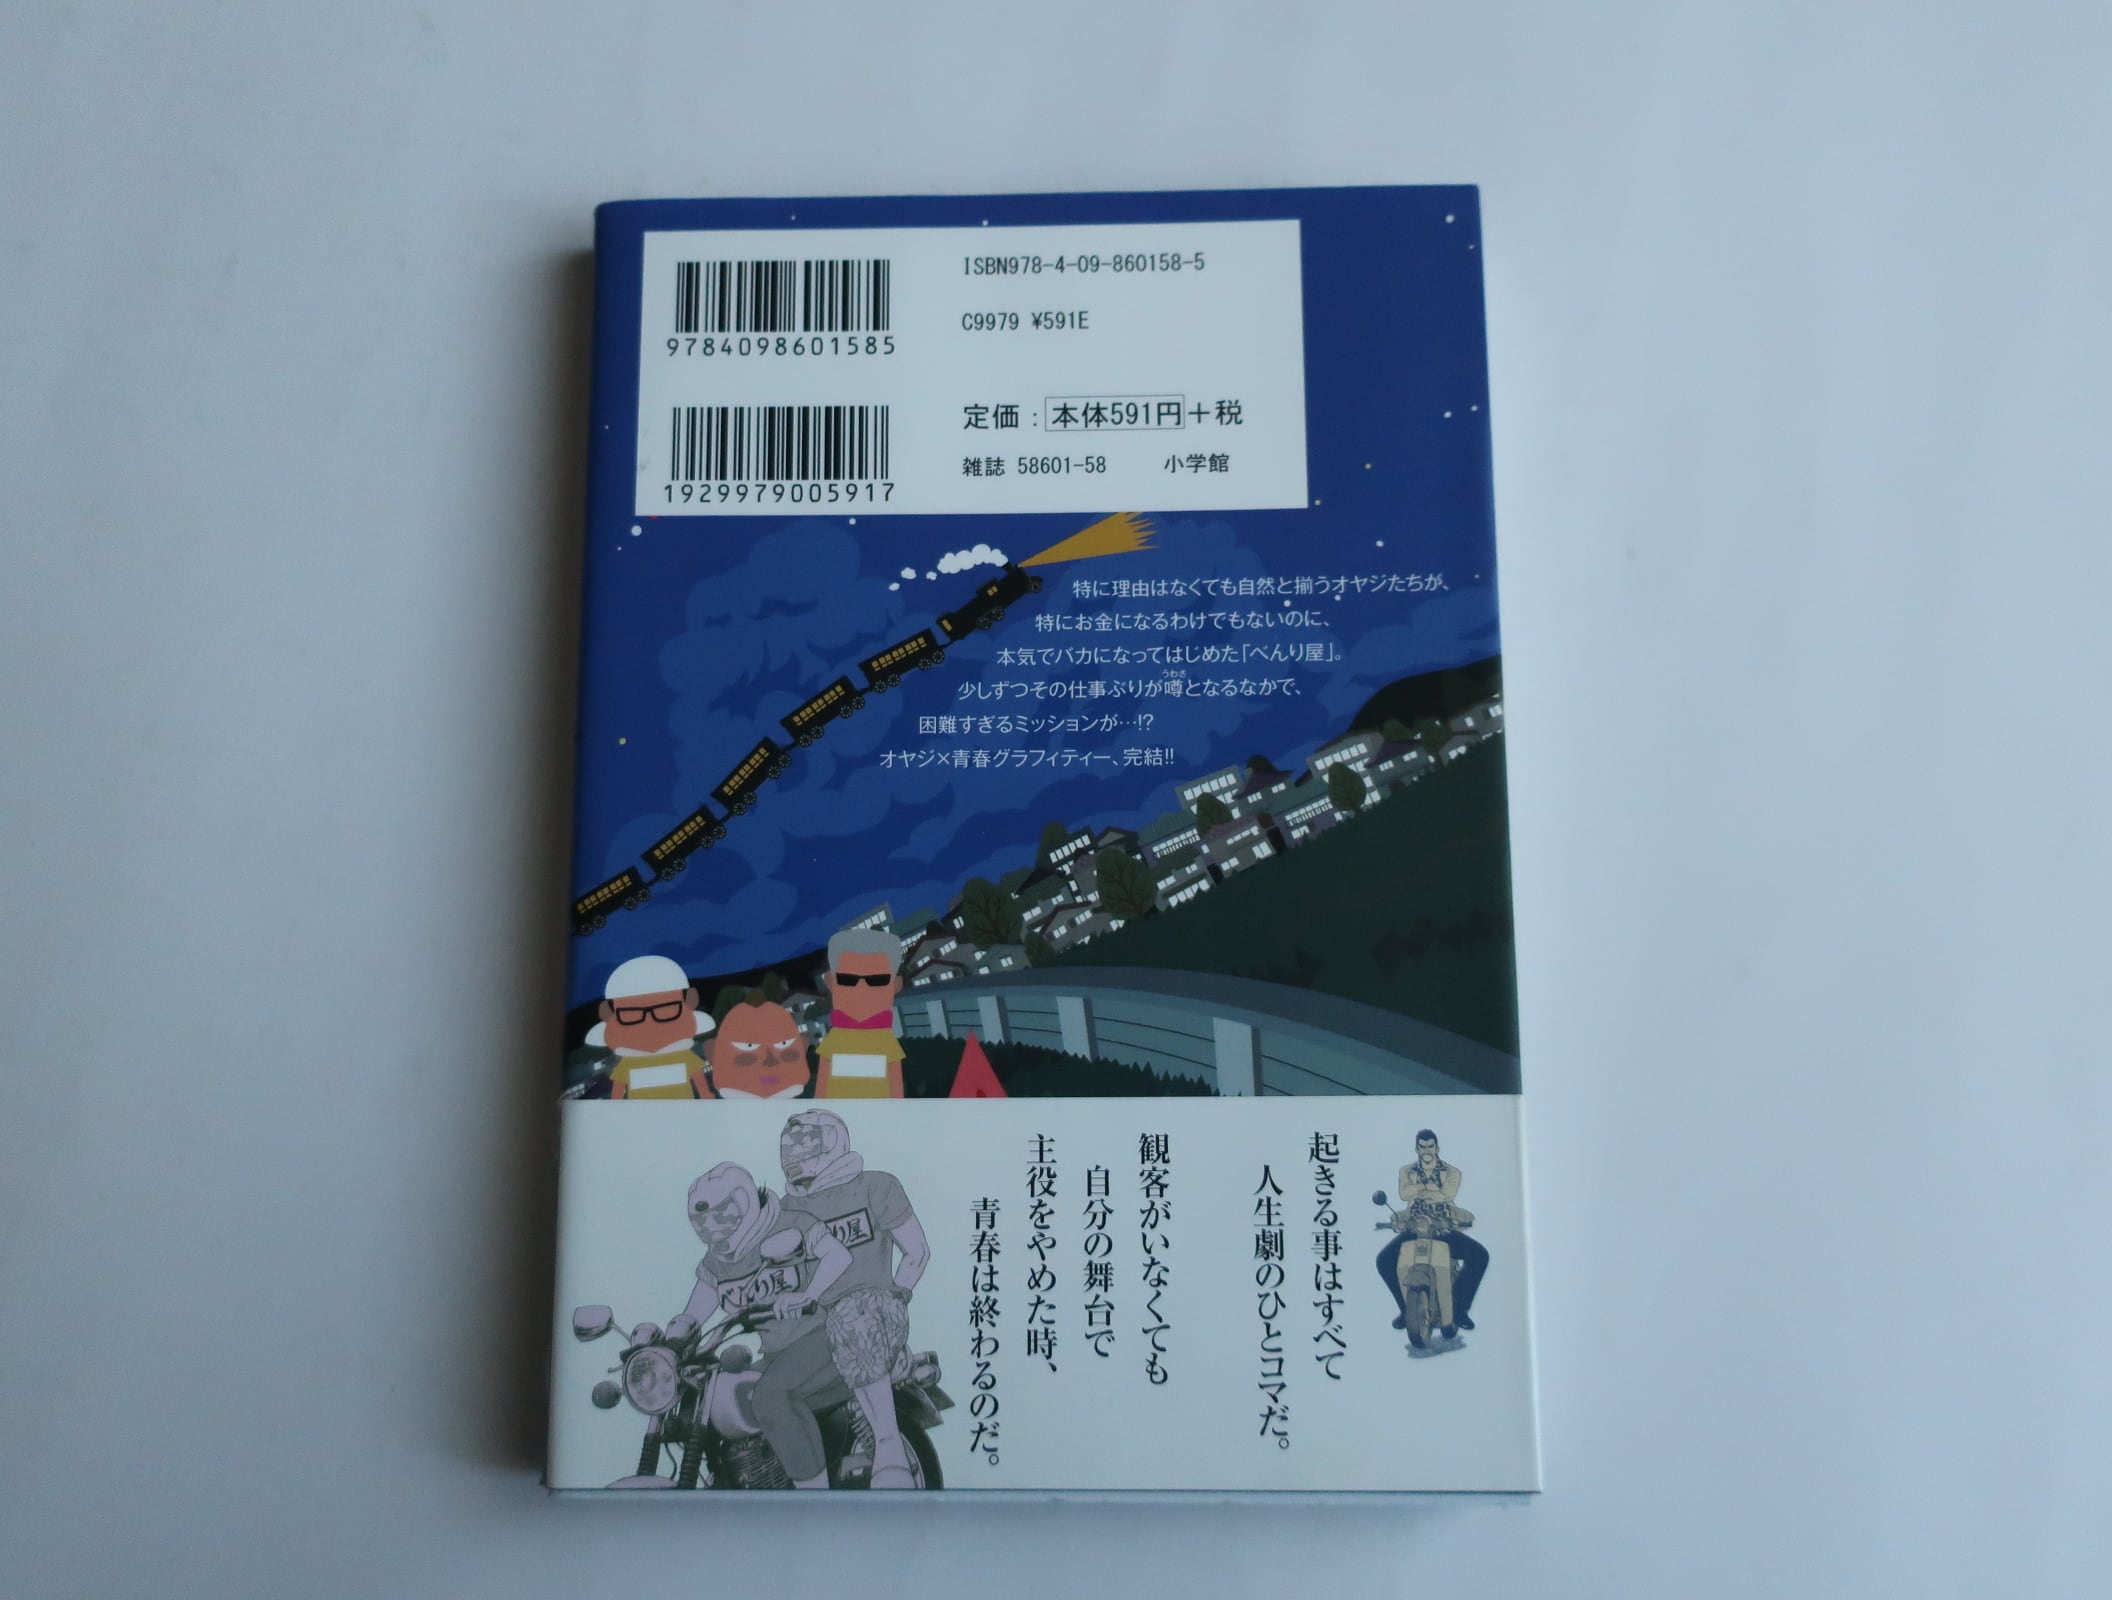 ISBN978-4-09-860158-5
9784098601585
C9979 ¥591E
定価：本体591円＋税
雑誌 58601-58 小学館
1929979005917
特に理由はなくても自然と揃うオヤジたちが、
特にお金になるわけでもないのに、
本気でバカになってはじめた「べんり屋」。
うわさ
少しずつその仕事ぶりが噂となるなかで、
困難すぎるミッションが…!?
オヤジ×青春グラフィティー、完結!!
起きる事はすべて
人生劇のひとコマだ。
観客がいなくても
自分の舞台で
主役をやめた時、
青春は終わるのだ。
り屋
べんり屋